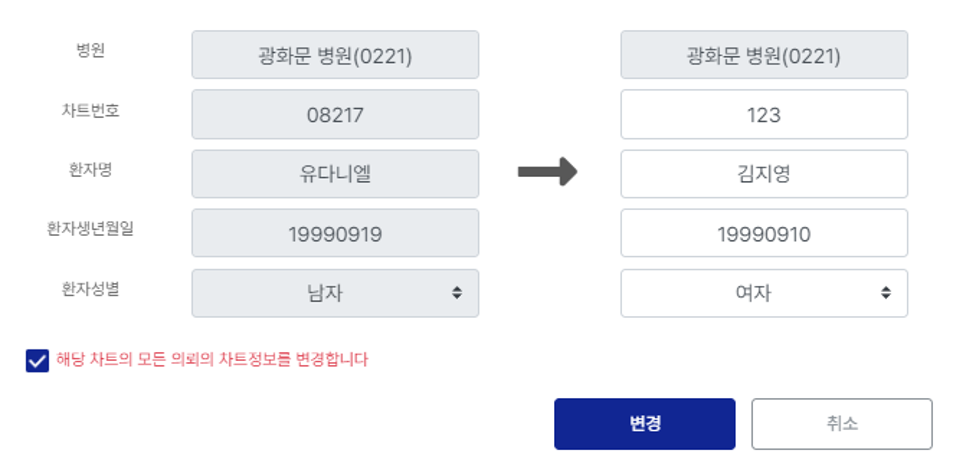 병원 광화문 병원(0221) 광화문 병원(0221)
차트번호 08217 123
환자명 유다니엘 김지영
환자생년월일 19990919 19990910
환자성별 남자 여자
해당 차트의 모든 의뢰의 차트정보를 변경합니다
변경 취소